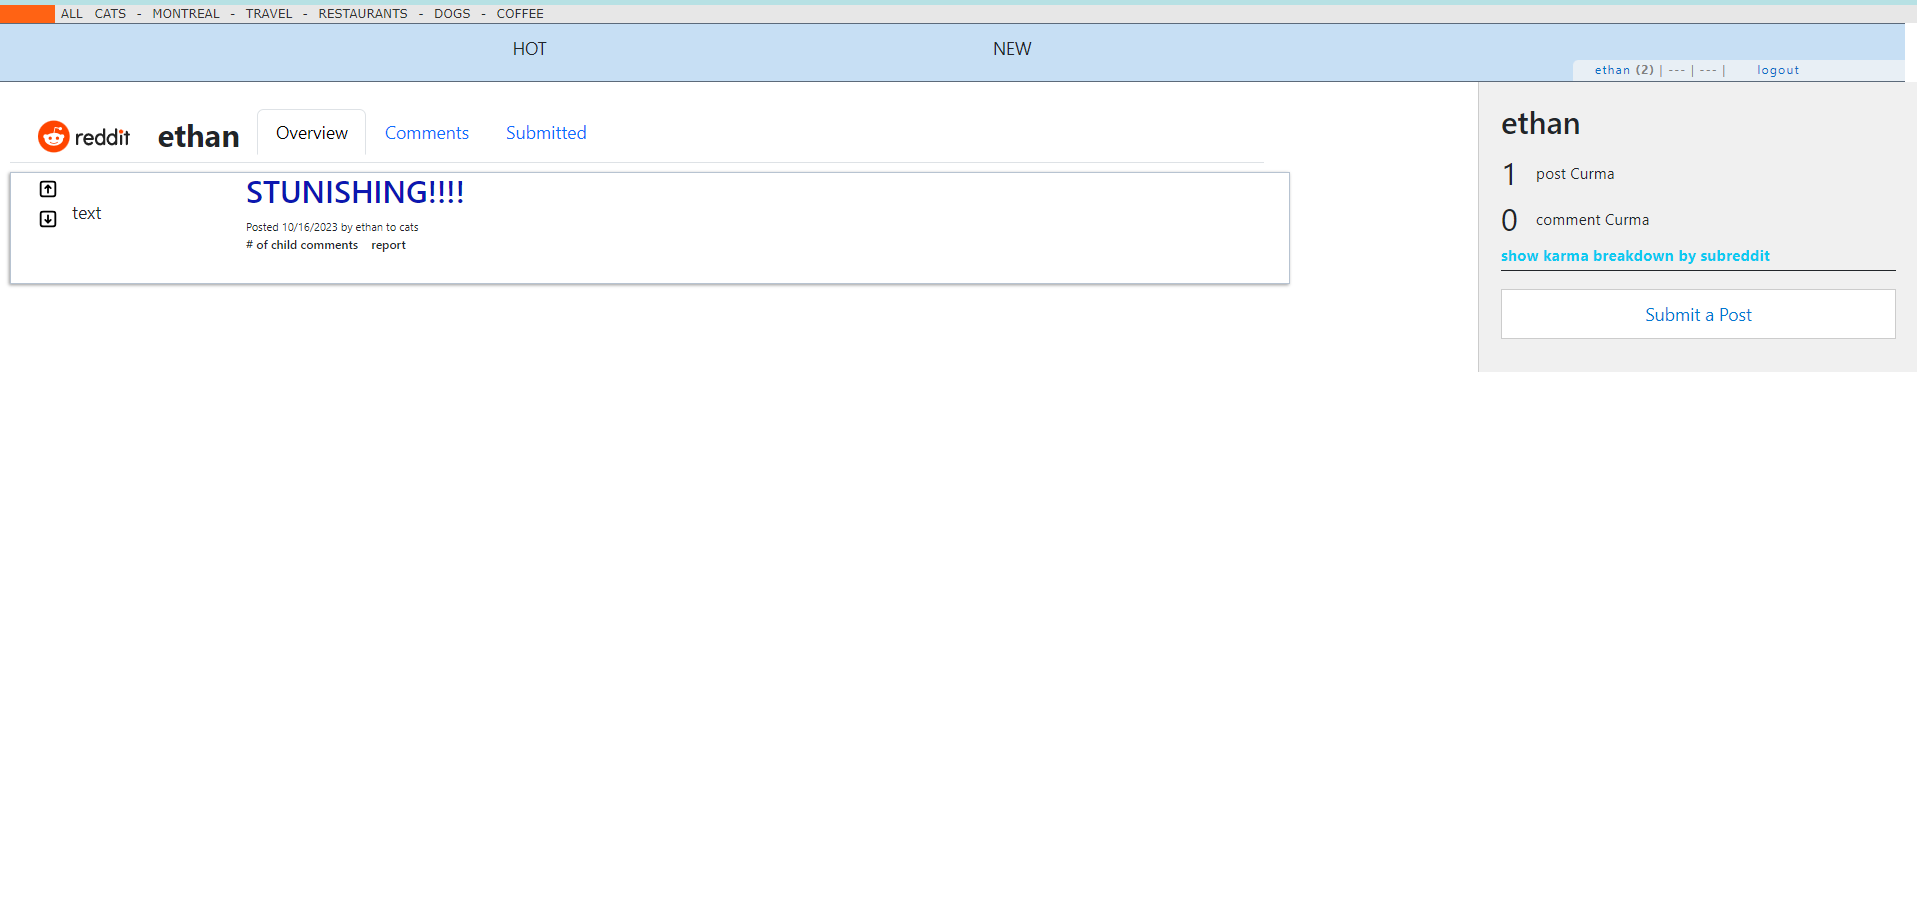 ALL CATS - MONTREAL - TRAVEL - RESTAURANTS - DOGS - COFFEE
HOT NEW
ethan (2) | --- | --- | logout
reddit ethan Overview Comments Submitted
text
STUNISHING!!!!
Posted 10/16/2023 by ethan to cats
# of child comments report
ethan
1 post Curma
0 comment Curma
show karma breakdown by subreddit
Submit a Post